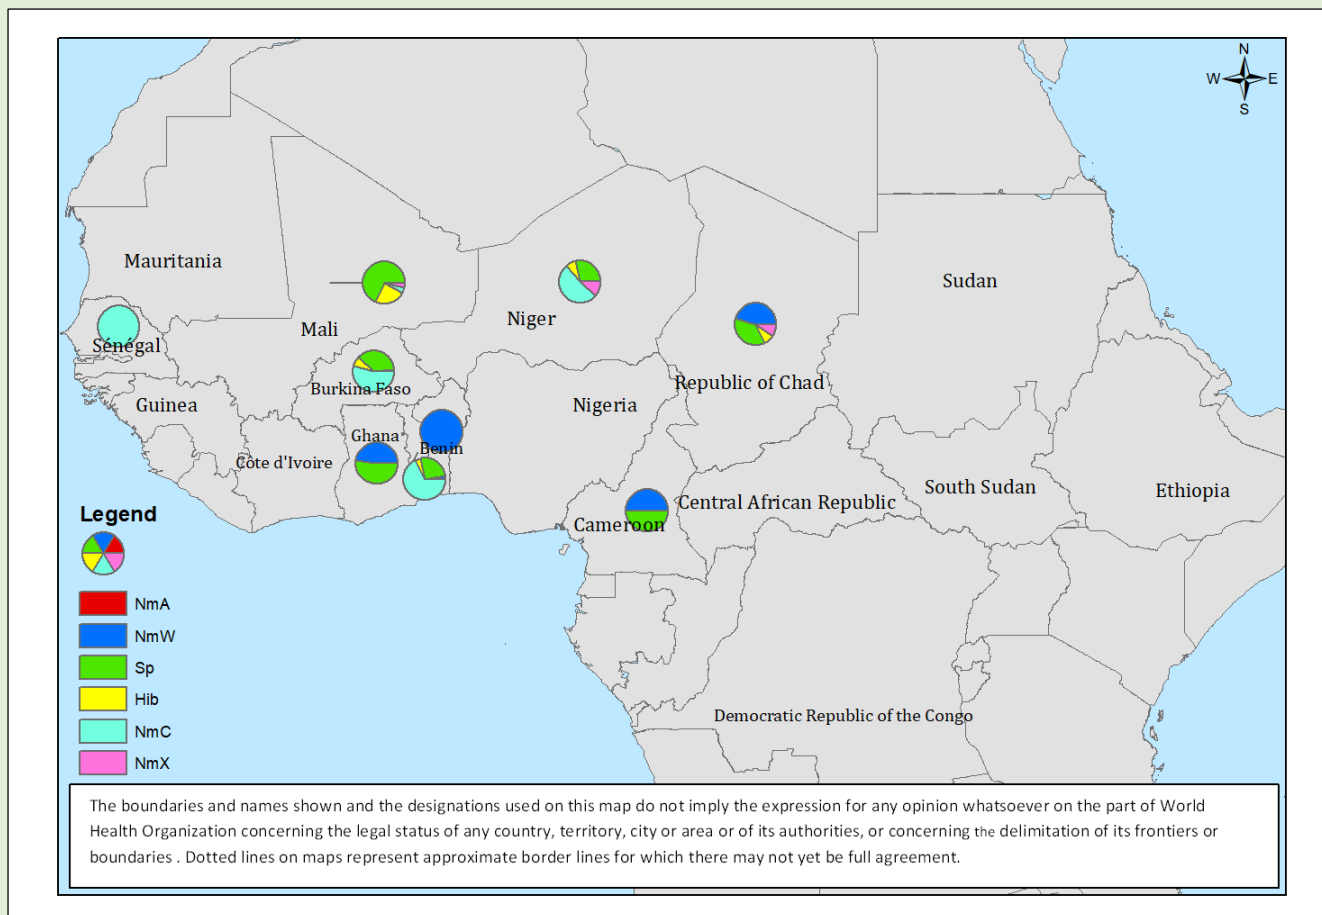 N
W E
S
Mauritania
Sudan
Mali
Niger
Sénégal
Republic of Chad
Burkina Faso
Guinea
Nigeria
Ghana
Benin
Côte d'Ivoire
South Sudan
Ethiopia
Central African Republic
Cameroon
Legend
NmA
NmW
Sp
Hib
NmC
NmX
Democratic Republic of the Congo
The boundaries and names shown and the designations used on this map do not imply the expression for any opinion whatsoever on the part of World
Health Organization concerning the legal status of any country, territory, city or area or of its authorities, or concerning the delimitation of its frontiers or
boundaries . Dotted lines on maps represent approximate border lines for which there may not yet be full agreement.